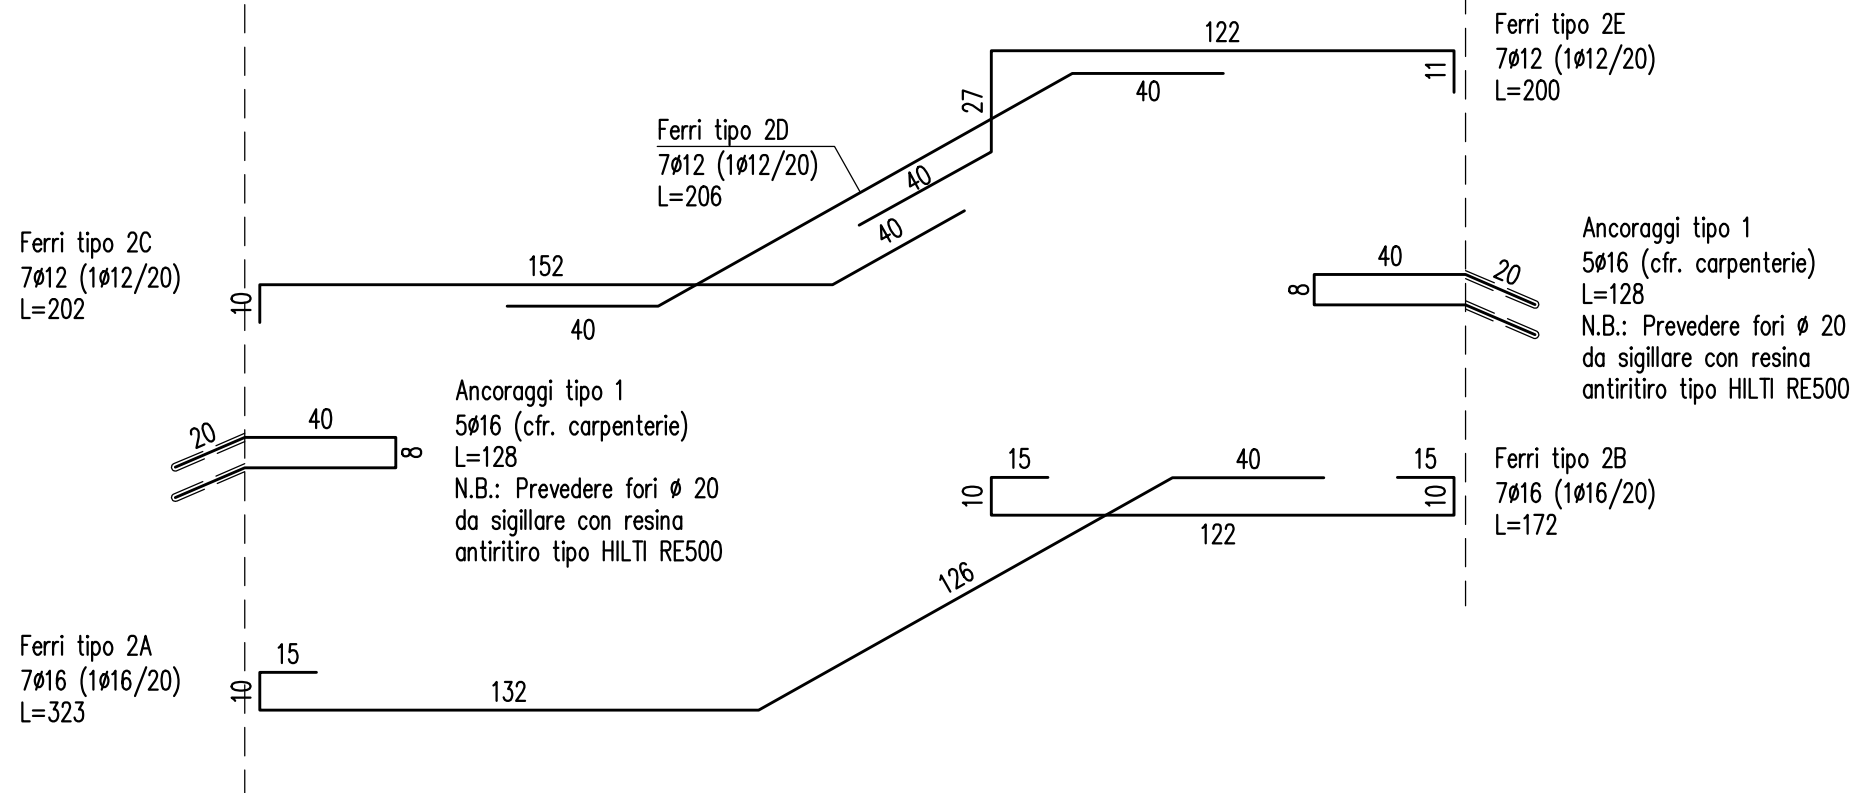 122
Ferri tipo 2E
7ø12 (1ø12/20)
L=200
11
40
27
Ferri tipo 2D
7ø12 (1ø12/20)
L=206
40
40
Ferri tipo 2C
7ø12 (1ø12/20)
L=202
152
10
40
Ancoraggi tipo 1
5ø16 (cfr. carpenterie)
L=128
N.B.: Prevedere fori ø 20
da sigillare con resina
antiritiro tipo HILTI RE500
40
20
8
Ancoraggi tipo 1
5ø16 (cfr. carpenterie)
L=128
N.B.: Prevedere fori ø 20
da sigillare con resina
antiritiro tipo HILTI RE500
20
40
8
15
40
15
Ferri tipo 2B
7ø16 (1ø16/20)
L=172
10
10
122
126
Ferri tipo 2A
7ø16 (1ø16/20)
L=323
15
10
132